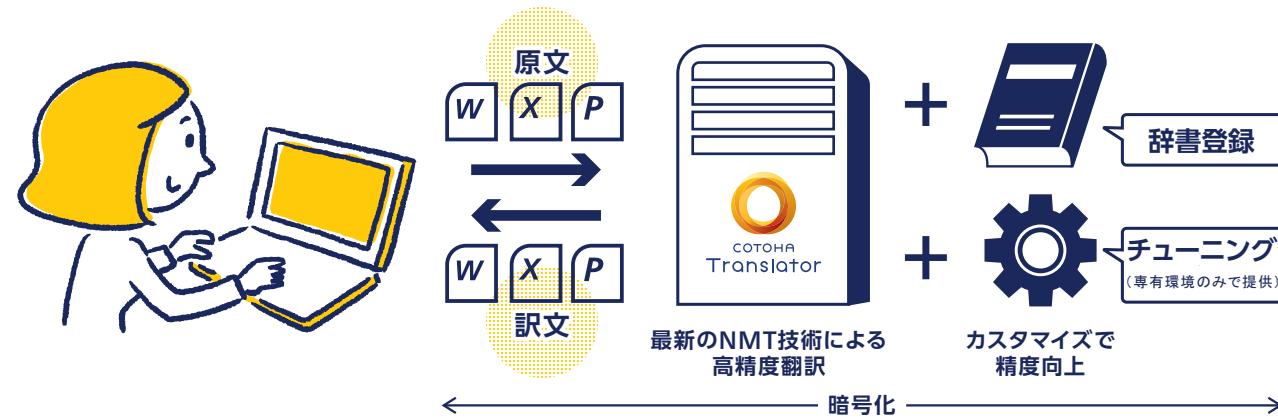 原文
W X P
W X P
訳文
COTOHA
Translator
最新のNMT技術による
高精度翻訳
辞書登録
チューニング
(専有環境のみで提供)
カスタマイズで
精度向上
暗号化